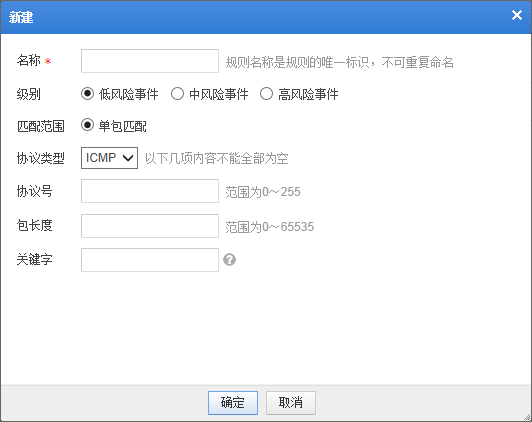 新建
名称 * 规则名称是规则的唯一标识，不可重复命名
级别 低风险事件 中风险事件 高风险事件
匹配范围 单包匹配
协议类型 ICMP 以下几项内容不能全部为空
协议号 范围为0～255
包长度 范围为0～65535
关键字 ?
确定 取消